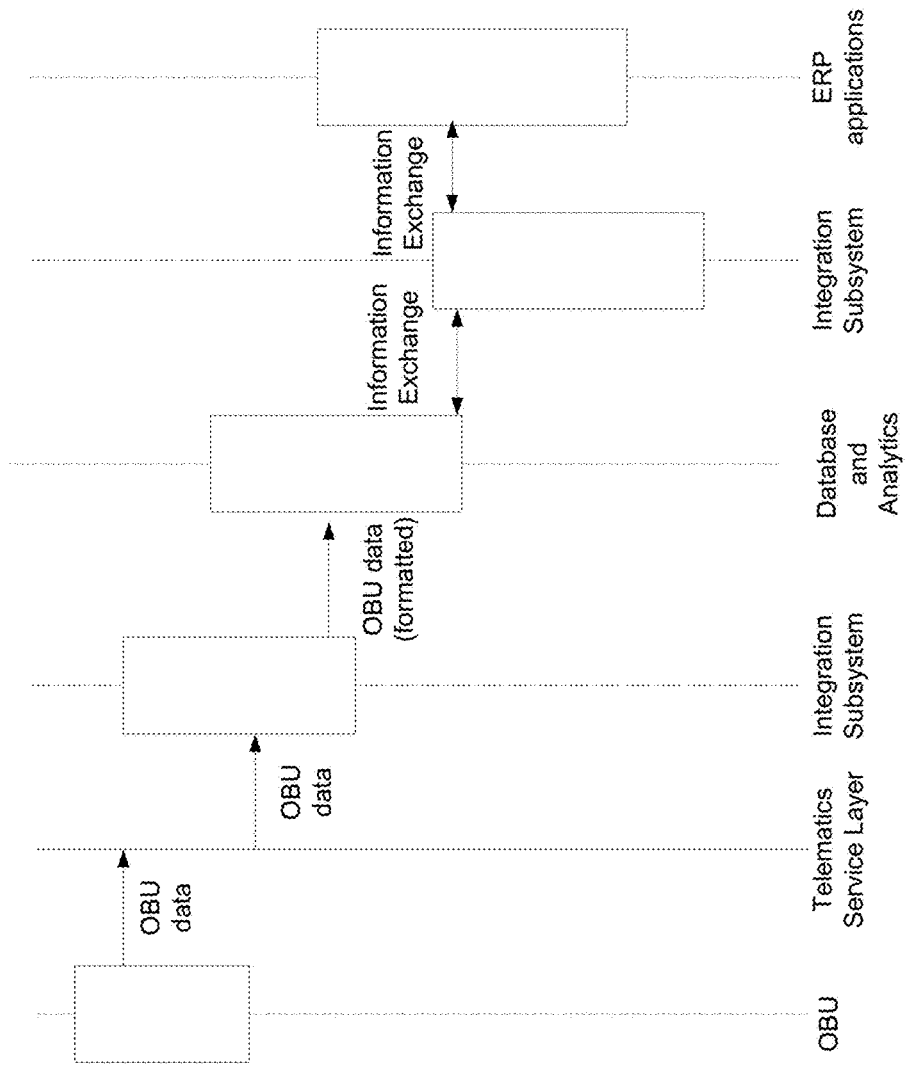 OBU
data
OBU
data
OBU data
(formatted)
Information
Exchange
Information
Exchange
OBU
Telematics
Service Layer
Integration
Subsystem
Database
and
Analytics
Integration
Subsystem
ERP
applications